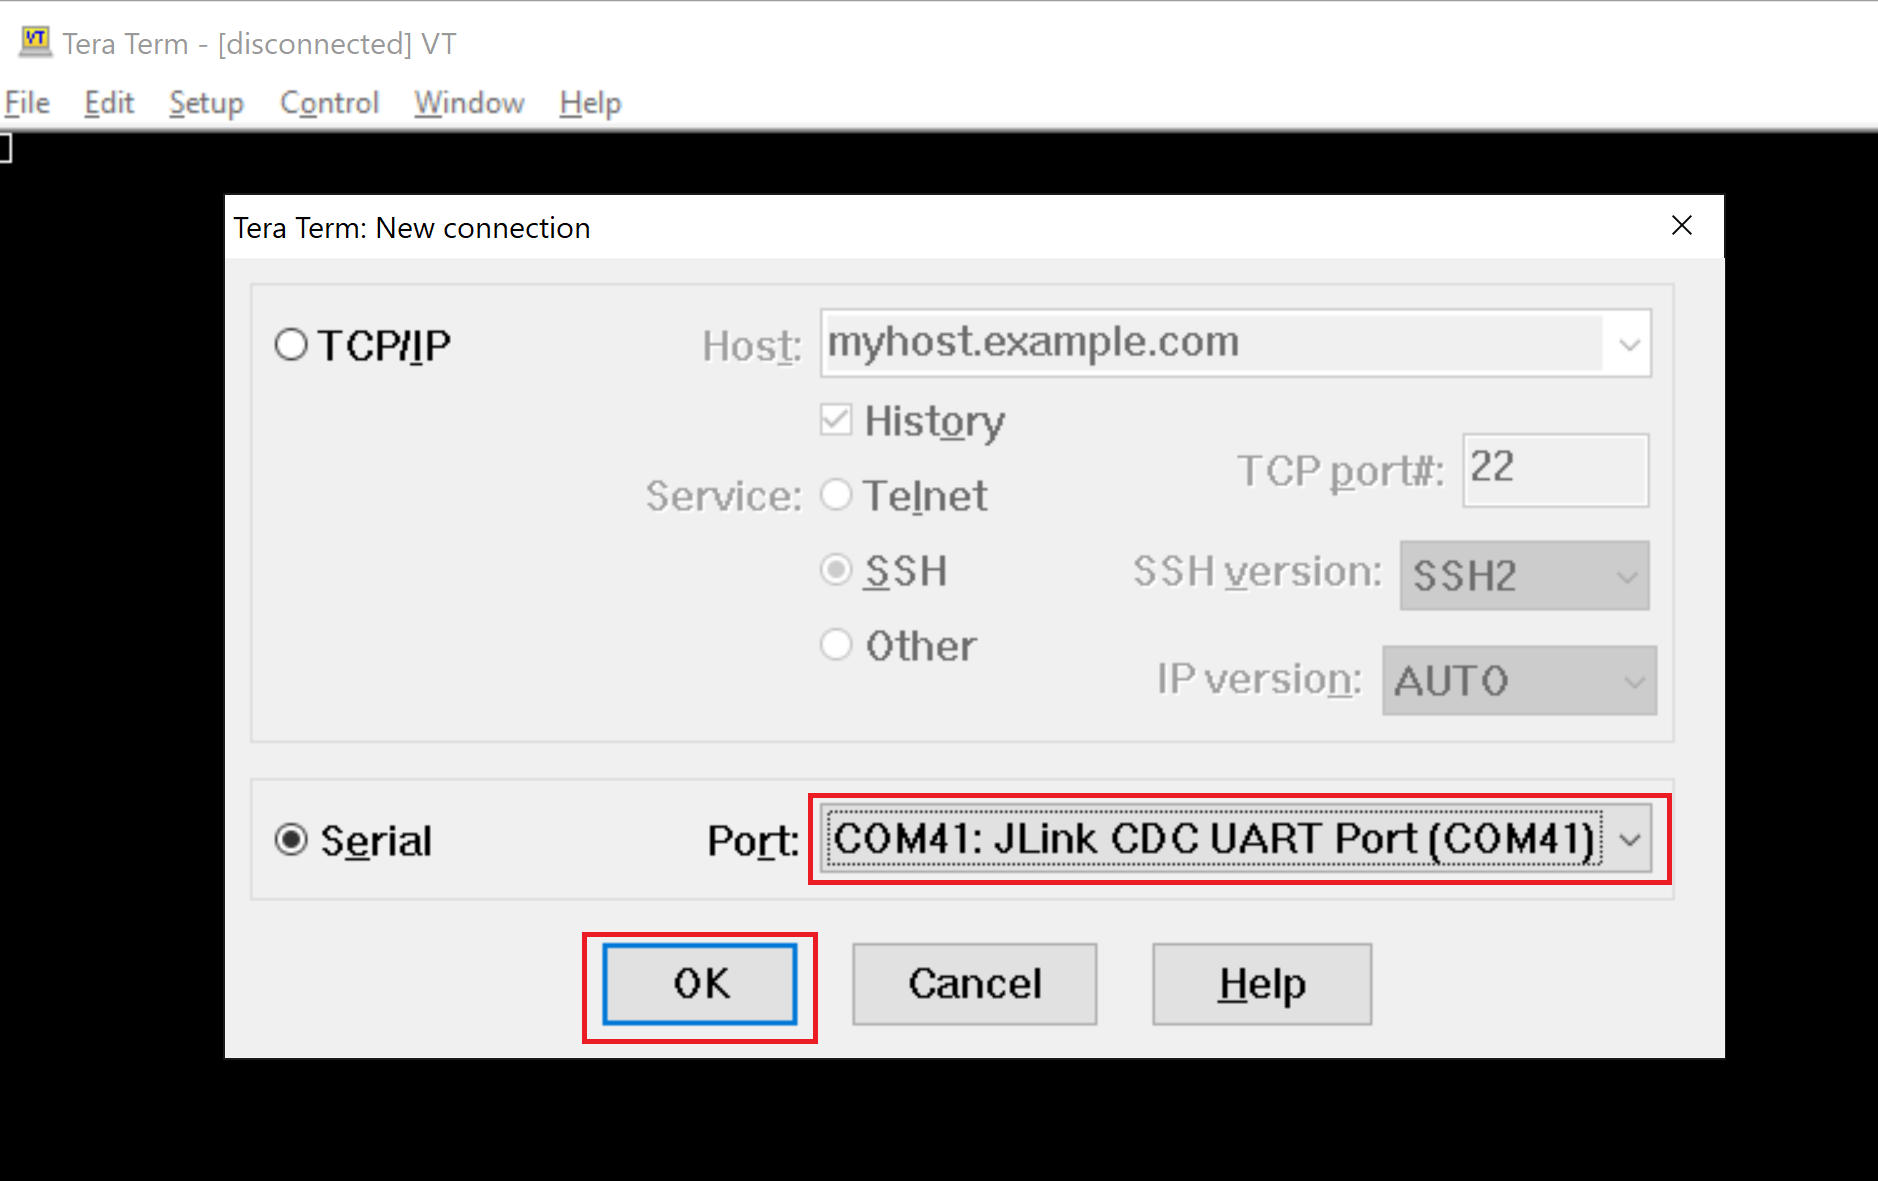 VT Tera Term - [disconnected] VT
File Edit Setup Control Window Help
Tera Term: New connection
TCP/IP Host: myhost.example.com
History
TCP port#: 22
Service: Telnet
SSH SSH version: SSH2
Other
IP version: AUTO
Serial Port: COM41: JLink CDC UART Port (COM41)
OK Cancel Help